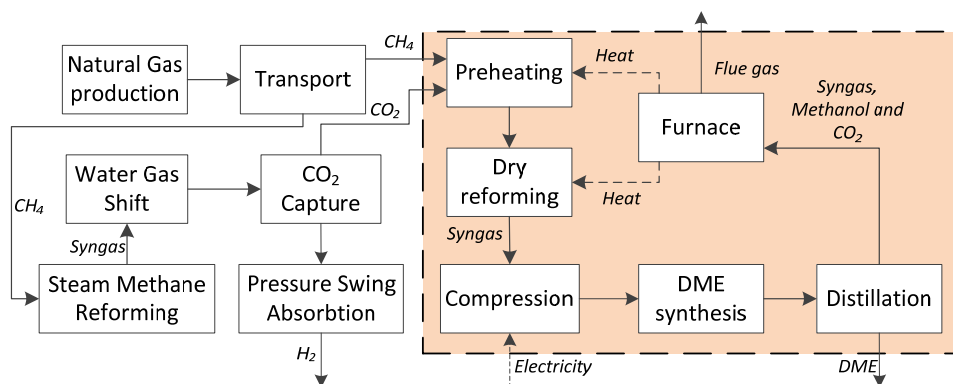 Natural Gas
production
Transport
CH4
CO2
Preheating
Heat
Flue gas
Furnace
Syngas,
Methanol and
CO2
Water Gas
Shift
CO2
Capture
Dry
reforming
Heat
CH4
Syngas
Syngas
Steam Methane
Reforming
Pressure Swing
Absorbtion
Compression
DME
synthesis
Distillation
H2
Electricity
DME